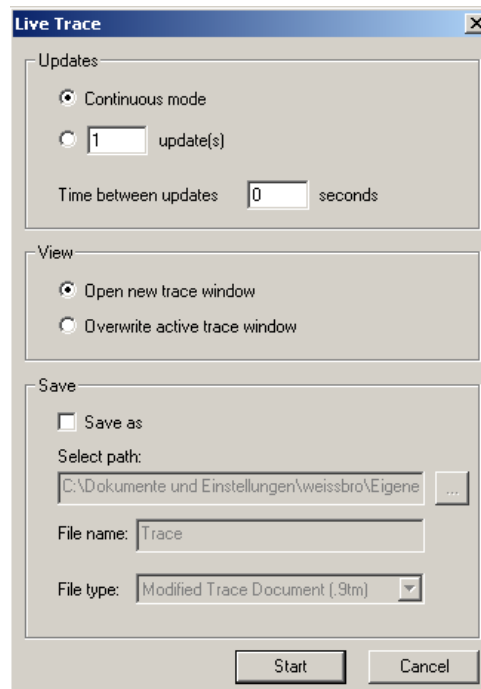 Live Trace
Updates
Continuous mode
1 update(s)
Time between updates 0 seconds
View
Open new trace window
Overwrite active trace window
Save
Save as
Select path:
C:\Dokumente und Einstellungen\weissbro\Eigene ...
File name: Trace
File type: Modified Trace Document (.9tm)
Start Cancel